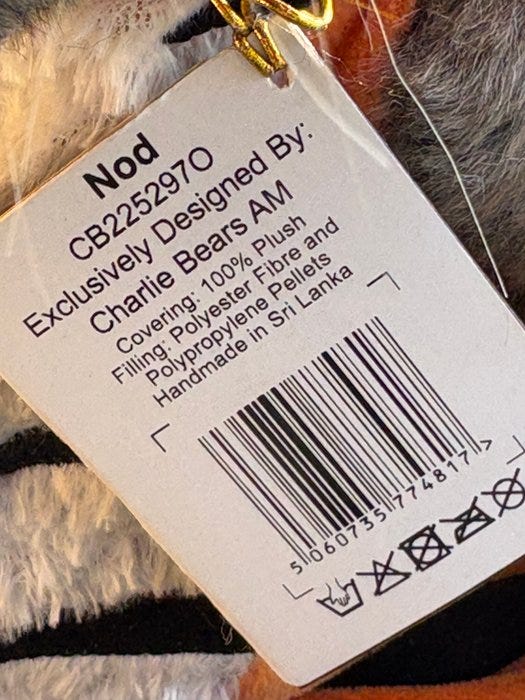 Nod
CB225297O
Exclusively Designed By:
Charlie Bears AM
Covering: 100% Plush
Filling: Polyester Fibre and
Polypropylene Pellets
Handmade in Sri Lanka
5 060735 774817 >